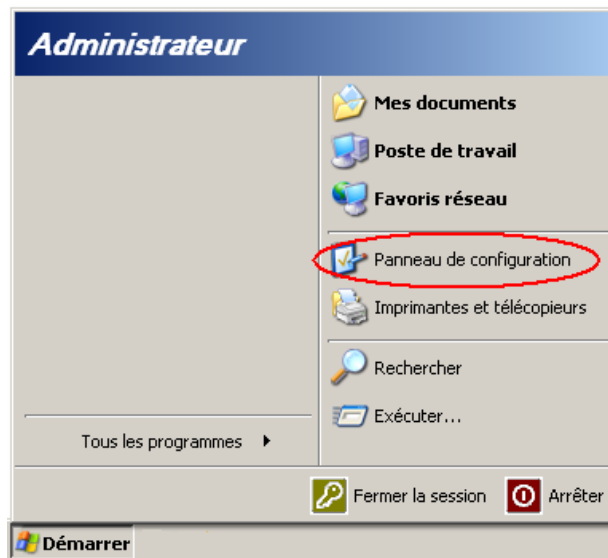 Administrateur
Mes documents
Poste de travail
Favoris réseau
Panneau de configuration
Imprimantes et télécopieurs
Rechercher
Exécuter...
Tous les programmes
Fermer la session
Arrêter
Démarrer